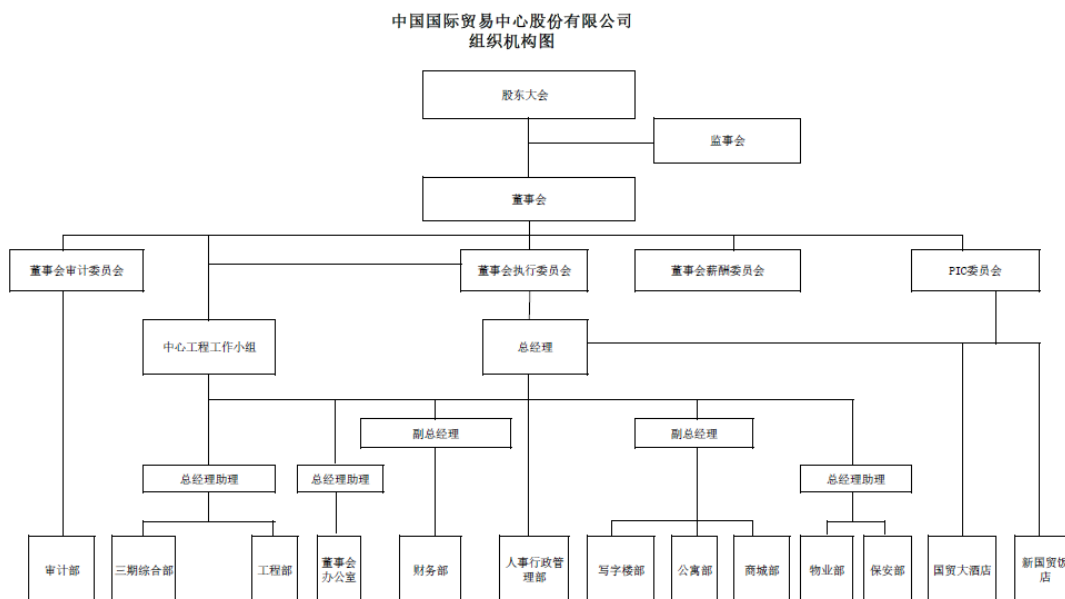 中国国际贸易中心股份有限公司
组织机构图
股东大会
监事会
董事会
董事会审计委员会
董事会执行委员会
董事会薪酬委员会
PIC委员会
中心工程工作小组
总经理
副总经理
副总经理
总经理助理
总经理助理
总经理助理
审计部
三期综合部
工程部
董事会
办公室
财务部
人事行政管
理部
写字楼部
公寓部
商城部
物业部
保安部
国贸大酒店
新国贸饭
店